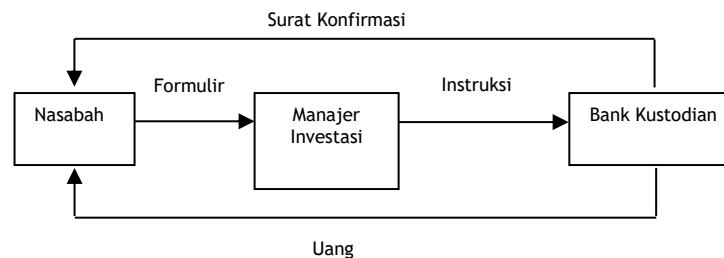 Surat Konfirmasi
Formulir
Instruksi
Nasabah
Manajer
Investasi
Bank Kustodian
Uang